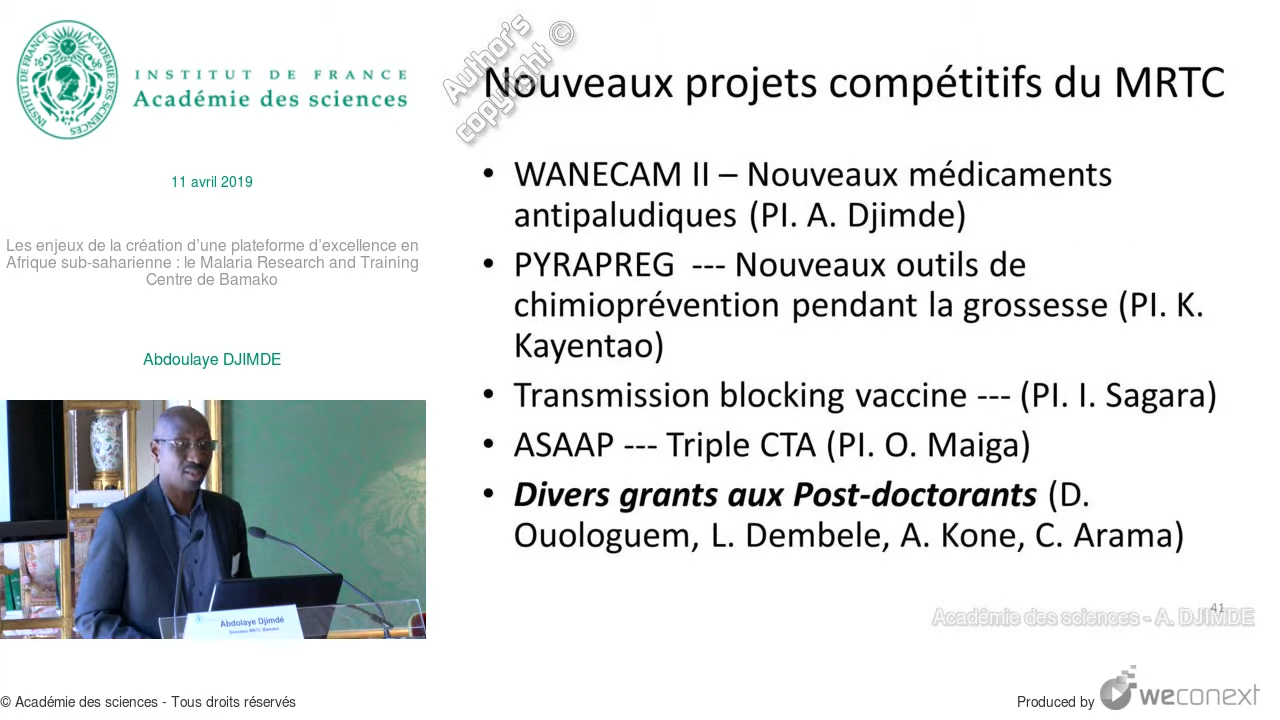 INSTITUT DE FRANCE
Académie des sciences
11 avril 2019
Les enjeux de la création d'une plateforme d'excellence en
Afrique sub-saharienne : le Malaria Research and Training
Centre de Bamako
Abdoulaye DJIMDE
Abdolaye Djimdé
Directeur MRTC Bamako
Author's
copyright ©
Nouveaux projets compétitifs du MRTC
• WANECAM II – Nouveaux médicaments
antipaludiques (PI. A. Djimde)
• PYRAPREG --- Nouveaux outils de
chimioprévention pendant la grossesse (PI. K.
Kayentao)
• Transmission blocking vaccine --- (PI. I. Sagara)
• ASAAP --- Triple CTA (PI. O. Maiga)
• Divers grants aux Post-doctorants (D.
Ouologuem, L. Dembele, A. Kone, C. Arama)
41
Académie des sciences - A. DJIMDE
© Académie des sciences - Tous droits réservés
Produced by weconext